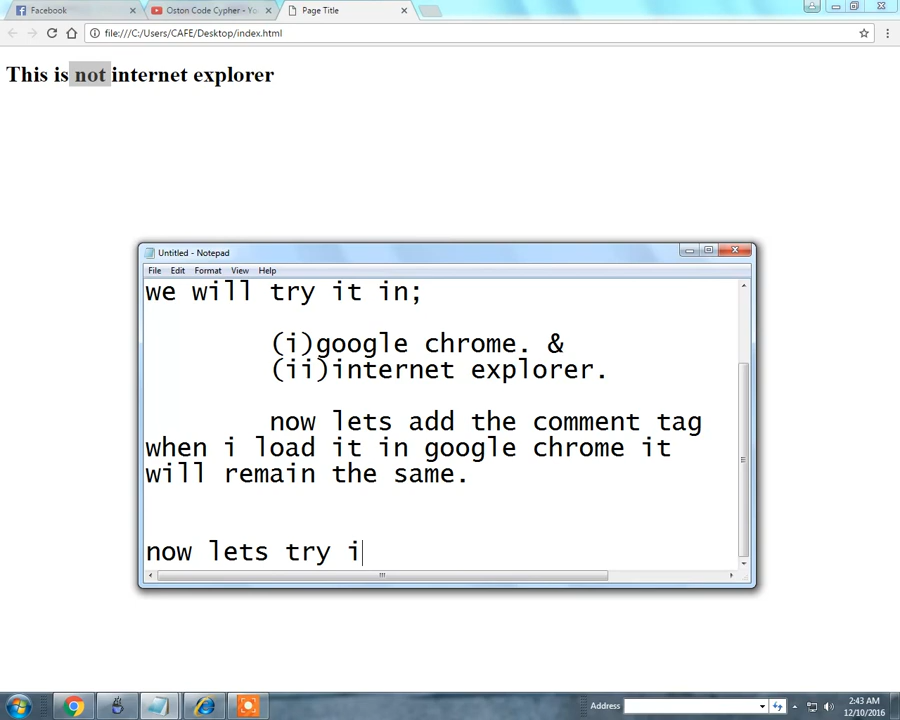 Facebook
Oston Code Cypher - Yo
Page Title
file:///C:/Users/CAFE/Desktop/index.html
This is not internet explorer
Untitled - Notepad
File Edit Format View Help
we will try it in;
(i)google chrome. &
(ii)internet explorer.
now lets add the comment tag
when i load it in google chrome it
will remain the same.
now lets try i
Address
2:43 AM
12/10/2016